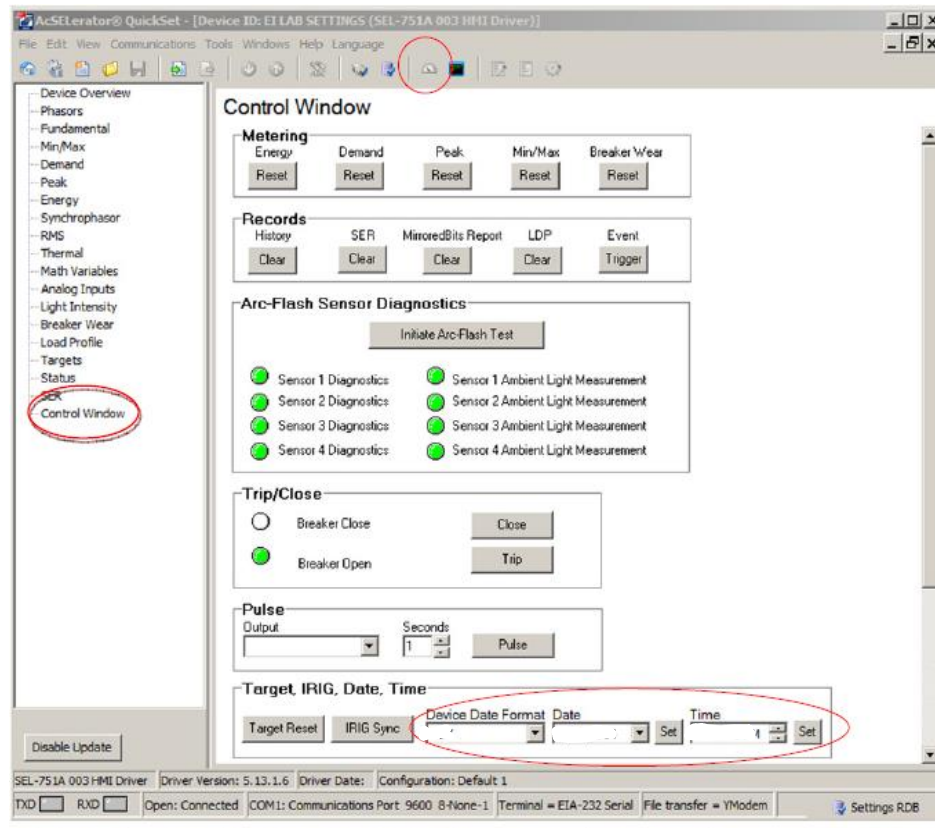 AcSELerator® QuickSet - [Device ID: EI LAB SETTINGS (SEL-751A 003 HMI Driver)]
File Edit View Communications Tools Windows Help Language
Device Overview
Phasors
Fundamental
Min/Max
Demand
Peak
Energy
Synchrophasor
RMS
Thermal
Math Variables
Analog Inputs
Light Intensity
Breaker Wear
Load Profile
Targets
Status
SER
Control Window
Disable Update
Control Window
Metering
Energy Demand Peak Min/Max Breaker Wear
Reset Reset Reset Reset Reset
Records
History SER MirroredBits Report LDP Event
Clear Clear Clear Clear Trigger
Arc-Flash Sensor Diagnostics
Initiate Arc-Flash Test
Sensor 1 Diagnostics Sensor 1 Ambient Light Measurement
Sensor 2 Diagnostics Sensor 2 Ambient Light Measurement
Sensor 3 Diagnostics Sensor 3 Ambient Light Measurement
Sensor 4 Diagnostics Sensor 4 Ambient Light Measurement
Trip/Close
Breaker Close Close
Breaker Open Trip
Pulse
Output Seconds
1 Pulse
Target, IRIG, Date, Time
Device Date Format Date Time
Target Reset IRIG Sync Set Set
SEL-751A 003 HMI Driver Driver Version: 5.13.1.6 Driver Date: Configuration: Default 1
TXD RXD Open: Connected COM1: Communications Port 9600 8-None-1 Terminal = EIA-232 Serial File transfer = YModem Settings RDB